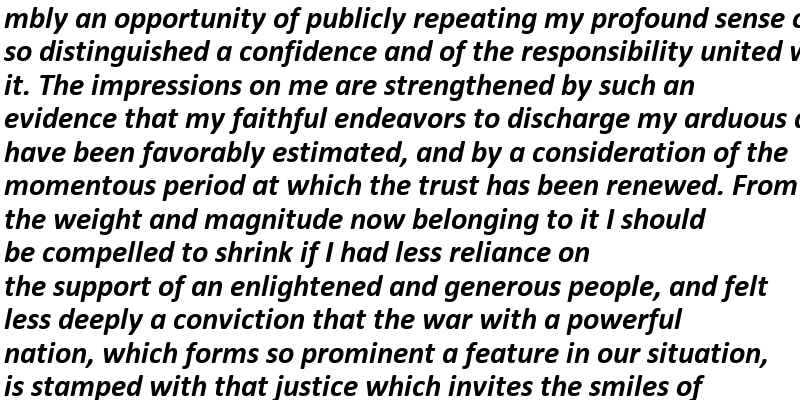 mbly an opportunity of publicly repeating my profound sense
so distinguished a confidence and of the responsibility united
it. The impressions on me are strengthened by such an
evidence that my faithful endeavors to discharge my arduous
have been favorably estimated, and by a consideration of the
momentous period at which the trust has been renewed. From
the weight and magnitude now belonging to it I should
be compelled to shrink if I had less reliance on
the support of an enlightened and generous people, and felt
less deeply a conviction that the war with a powerful
nation, which forms so prominent a feature in our situation,
is stamped with that justice which invites the smiles of